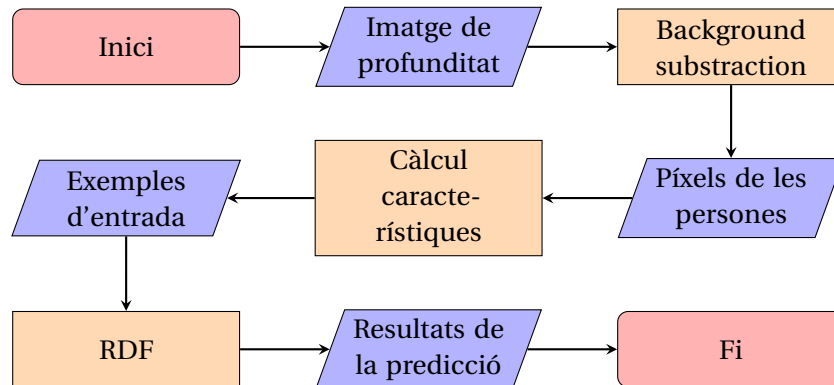 Inici
Imatge de
profunditat
Background
substraction
Píxels de les
persones
Càlcul
caracte-
rístiques
Exemples
d'entrada
RDF
Resultats de
la predicció
Fi